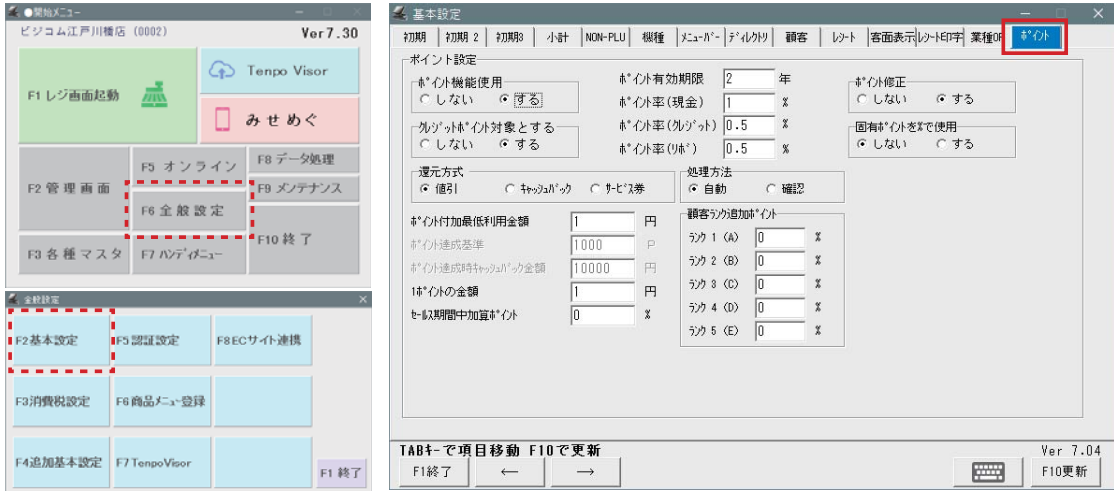 ●開始メニュー
ビジコム江戸川橋店 (0002)
Ver7.30
F1 レジ画面起動
Tenpo Visor
みせめぐ
F2 管理画面
F5 オンライン
F8 データ処理
F6 全般設定
F9 メンテナンス
F3 各種マスタ
F7 ハンディメニュー
F10 終了
全般設定
F2基本設定
F5 認証設定
F8ECサイト連携
F3消費税設定
F6商品メニュー登録
F4追加基本設定
F7 TenpoVisor
F1 終了
基本設定
初期
初期 2
初期3
小計
NON-PLU
機種
メニューバー
ディレクトリ
顧客
レシート
客面表示
レシート印字
業種OP
ポイント
ポイント設定
ポイント機能使用
しない
する
クレジットポイント対象とする
しない
する
ポイント有効期限 2 年
ポイント率(現金) 1 %
ポイント率(クレジット) 0.5 %
ポイント率(リボ) 0.5 %
ポイント修正
しない
する
固有ポイントを%で使用
しない
する
還元方式
値引
キャッシュバック
サービス券
処理方法
自動
確認
ポイント付加最低利用金額 1 円
ポイント達成基準 1000 P
ポイント達成時キャッシュバック金額 10000 円
1ポイントの金額 1 円
セールス期間中加算ポイント 0 %
顧客ランク追加ポイント
ランク 1 (A) 0 %
ランク 2 (B) 0 %
ランク 3 (C) 0 %
ランク 4 (D) 0 %
ランク 5 (E) 0 %
TABキーで項目移動 F10で更新
Ver 7.04
F1終了
←
→
F10更新